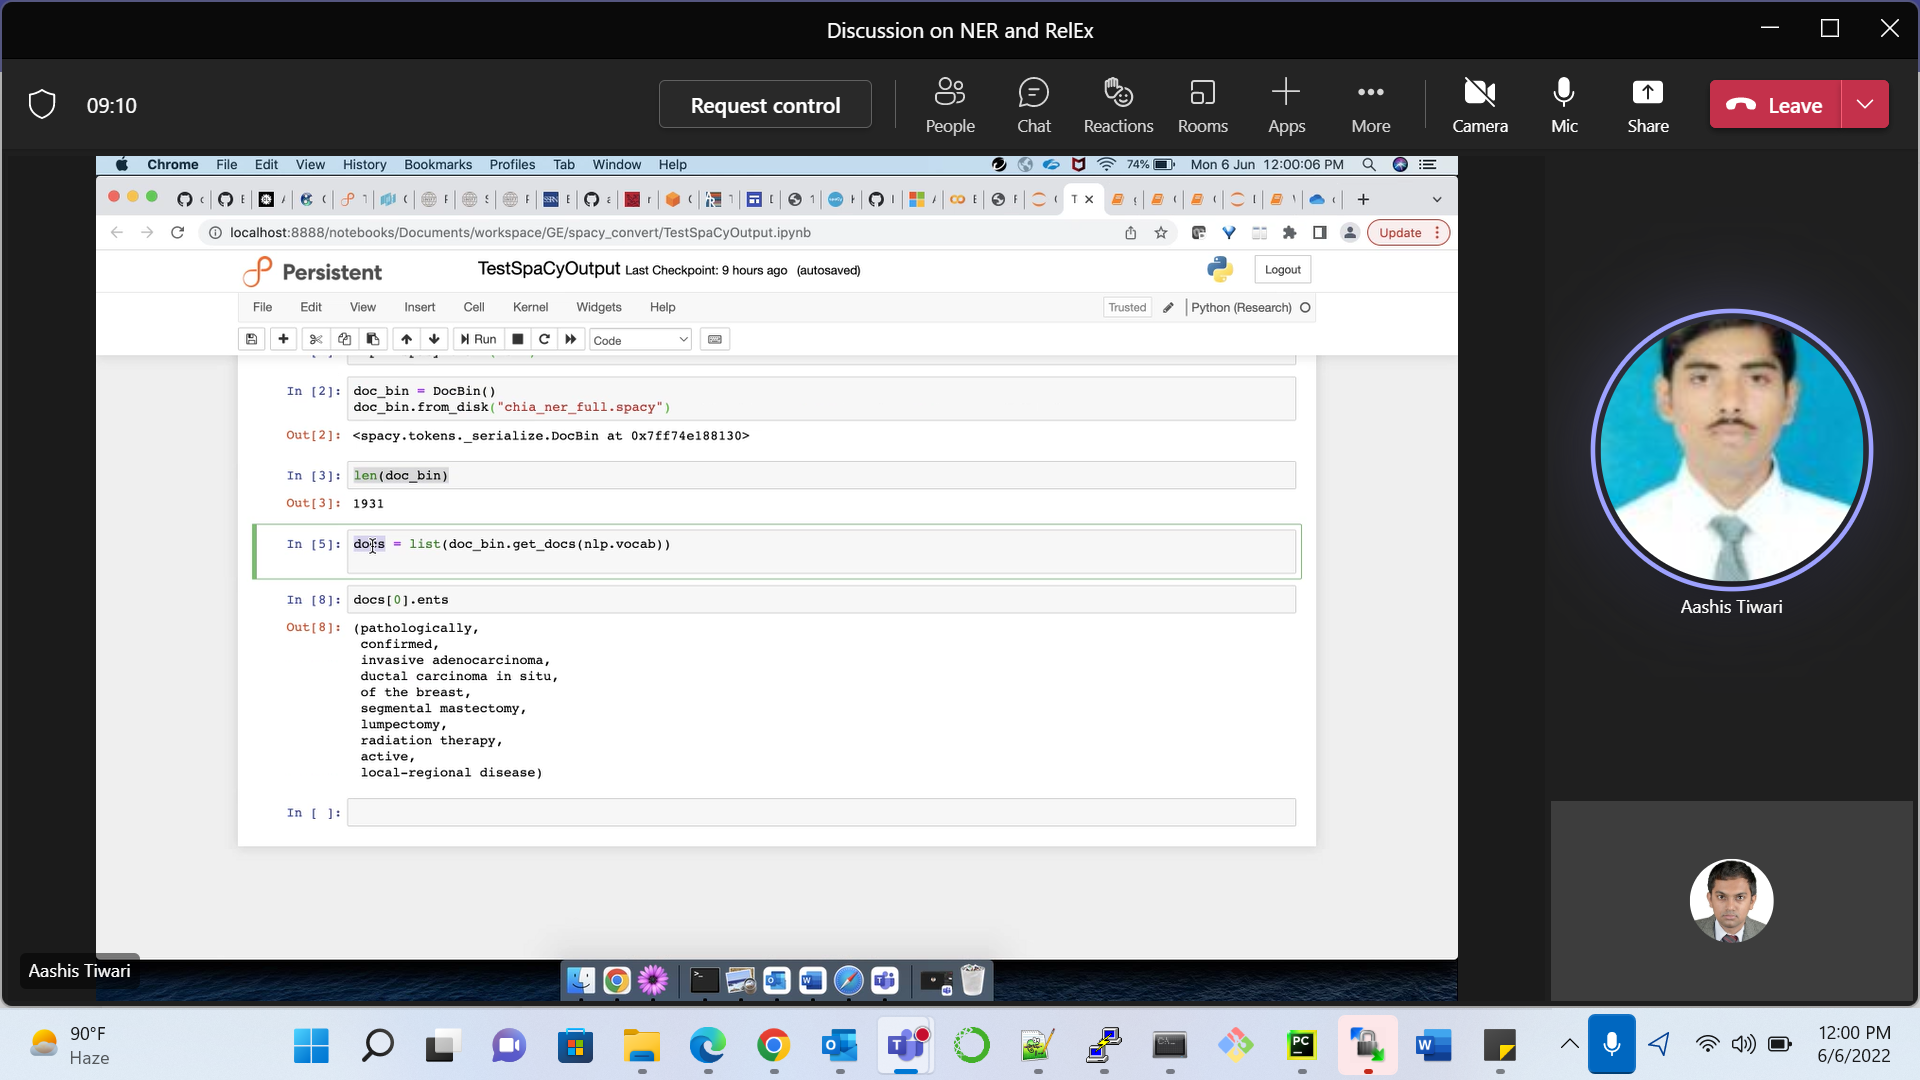 Discussion on NER and RelEx
09:10
Request control
People
Chat
Reactions
Rooms
Apps
More
Camera
Mic
Share
Leave
Chrome File Edit View History Bookmarks Profiles Tab Window Help
74% Mon 6 Jun 12:00:06 PM
localhost:8888/notebooks/Documents/workspace/GE/spacy_convert/TestSpaCyOutput.ipynb
Update
Persistent
TestSpaCyOutput Last Checkpoint: 9 hours ago (autosaved)
Logout
File Edit View Insert Cell Kernel Widgets Help
Trusted
Python (Research)
Run
Code
In [2]: doc_bin = DocBin()
doc_bin.from_disk("chia_ner_full.spacy")
Out[2]: <spacy.tokens._serialize.DocBin at 0x7ff74e188130>
In [3]: len(doc_bin)
Out[3]: 1931
In [5]: docs = list(doc_bin.get_docs(nlp.vocab))
In [8]: docs[0].ents
Out[8]: (pathologically,
confirmed,
invasive adenocarcinoma,
ductal carcinoma in situ,
of the breast,
segmental mastectomy,
lumpectomy,
radiation therapy,
active,
local-regional disease)
In [ ]:
Aashis Tiwari
Aashis Tiwari
90°F
Haze
12:00 PM
6/6/2022